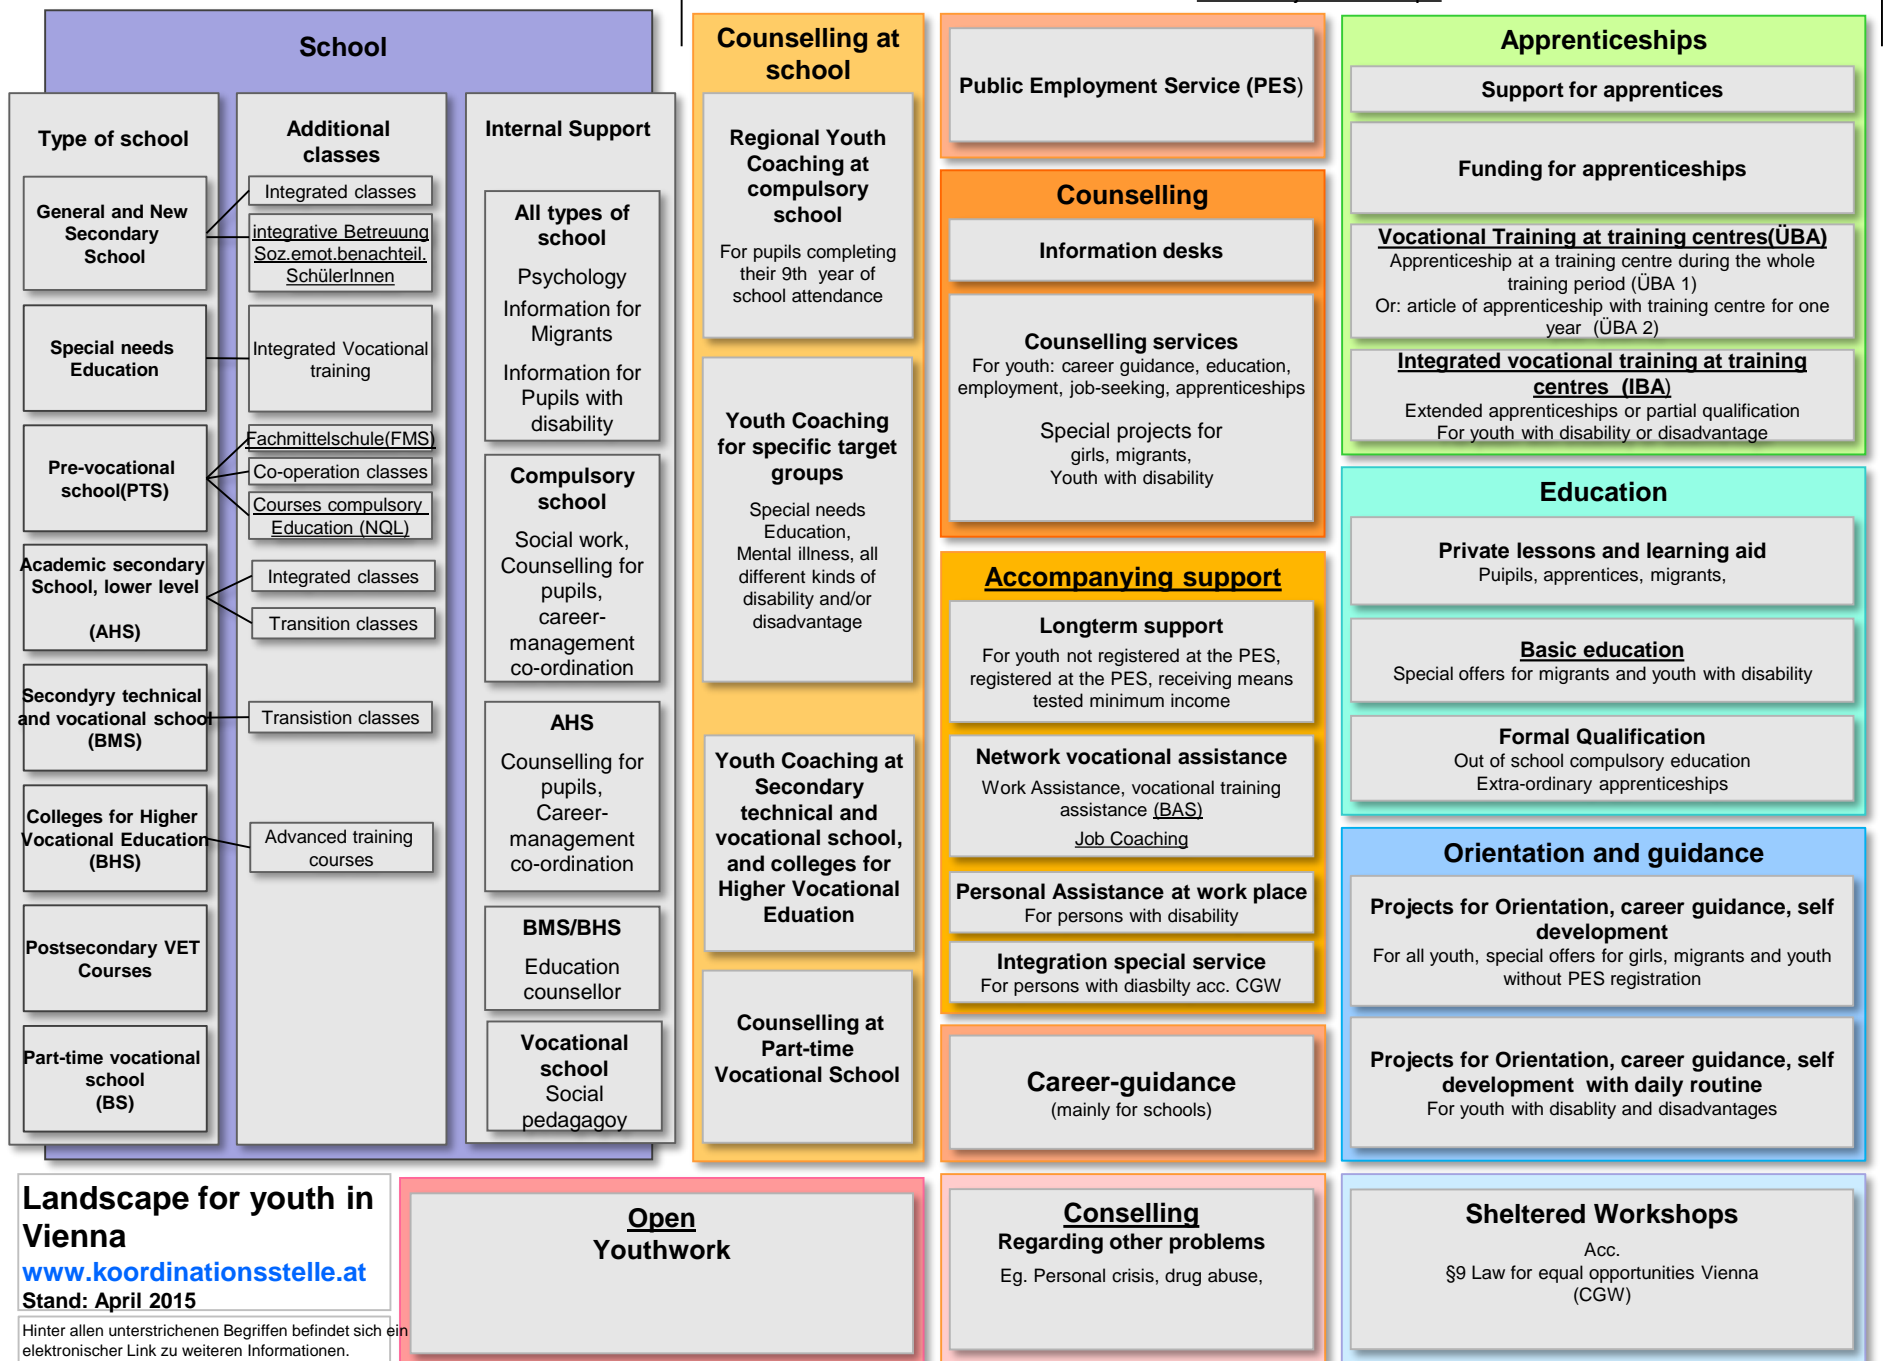 School
Type of school
General and New
Secondary
School
Special needs
Education
Pre-vocational
school(PTS)
Academic secondary
School, lower level
(AHS)
Secondyry technical
and vocational school
(BMS)
Colleges for Higher
Vocational Education
(BHS)
Postsecondary VET
Courses
Part-time vocational
school
(BS)
Additional
classes
Integrated classes
integrative Betreuung
Soz.emot.benachteil.
SchülerInnen
Integrated Vocational
training
Fachmittelschule(FMS)
Co-operation classes
Courses compulsory
Education (NQL)
Integrated classes
Transition classes
Transistion classes
Advanced training
courses
Internal Support
All types of
school
Psychology
Information for
Migrants
Information for
Pupils with
disability
Compulsory
school
Social work,
Counselling for
pupils,
career-
management
co-ordination
AHS
Counselling for
pupils,
Career-
management
co-ordination
BMS/BHS
Education
counsellor
Vocational
school
Social
pedagagoy
Counselling at
school
Regional Youth
Coaching at
compulsory
school
For pupils completing
their 9th year of
school attendance
Youth Coaching
for specific target
groups
Special needs
Education,
Mental illness, all
different kinds of
disability and/or
disadvantage
Youth Coaching at
Secondary
technical and
vocational school,
and colleges for
Higher Vocational
Eduation
Counselling at
Part-time
Vocational School
Public Employment Service (PES)
Counselling
Information desks
Counselling services
For youth: career guidance, education,
employment, job-seeking, apprenticeships
Special projects for
girls, migrants,
Youth with disability
Accompanying support
Longterm support
For youth not registered at the PES,
registered at the PES, receiving means
tested minimum income
Network vocational assistance
Work Assistance, vocational training
assistance (BAS)
Job Coaching
Personal Assistance at work place
For persons with disability
Integration special service
For persons with diasbilty acc. CGW
Career-guidance
(mainly for schools)
Apprenticeships
Support for apprentices
Funding for apprenticeships
Vocational Training at training centres(ÜBA)
Apprenticeship at a training centre during the whole
training period (ÜBA 1)
Or: article of apprenticeship with training centre for one
year (ÜBA 2)
Integrated vocational training at training
centres (IBA)
Extended apprenticeships or partial qualification
For youth with disability or disadvantage
Education
Private lessons and learning aid
Puipils, apprentices, migrants,
Basic education
Special offers for migrants and youth with disability
Formal Qualification
Out of school compulsory education
Extra-ordinary apprenticeships
Orientation and guidance
Projects for Orientation, career guidance, self
development
For all youth, special offers for girls, migrants and youth
without PES registration
Projects for Orientation, career guidance, self
development with daily routine
For youth with disablity and disadvantages
Landscape for youth in
Vienna
www.koordinationsstelle.at
Stand: April 2015
Hinter allen unterstrichenen Begriffen befindet sich ein
elektronischer Link zu weiteren Informationen.
Open
Youthwork
Conselling
Regarding other problems
Eg. Personal crisis, drug abuse,
Sheltered Workshops
Acc.
§9 Law for equal opportunities Vienna
(CGW)